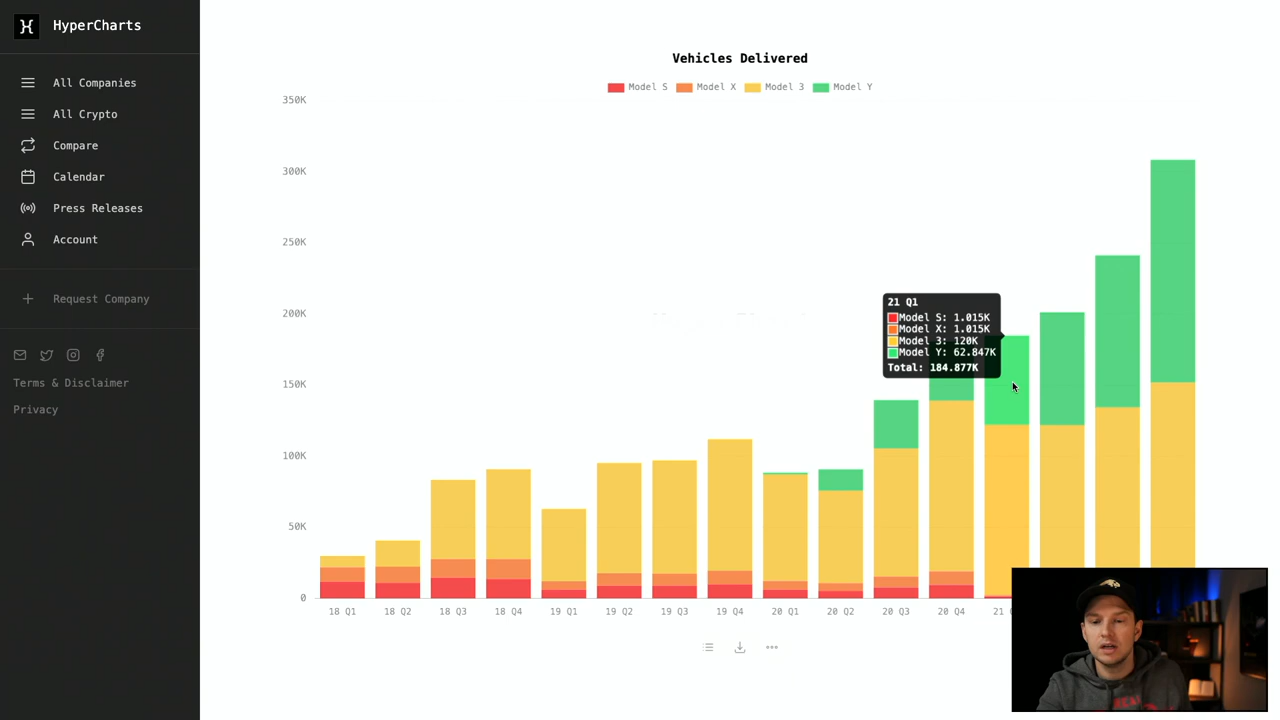 HyperCharts
All Companies
All Crypto
Compare
Calendar
Press Releases
Account
Request Company
Terms & Disclaimer
Privacy
Vehicles Delivered
Model S Model X Model 3 Model Y
350K
300K
250K
200K
150K
100K
50K
0
21 Q1
Model S: 1.015K
Model X: 1.015K
Model 3: 120K
Model Y: 62.847K
Total: 184.877K
18 Q1 18 Q2 18 Q3 18 Q4 19 Q1 19 Q2 19 Q3 19 Q4 20 Q1 20 Q2 20 Q3 20 Q4 21